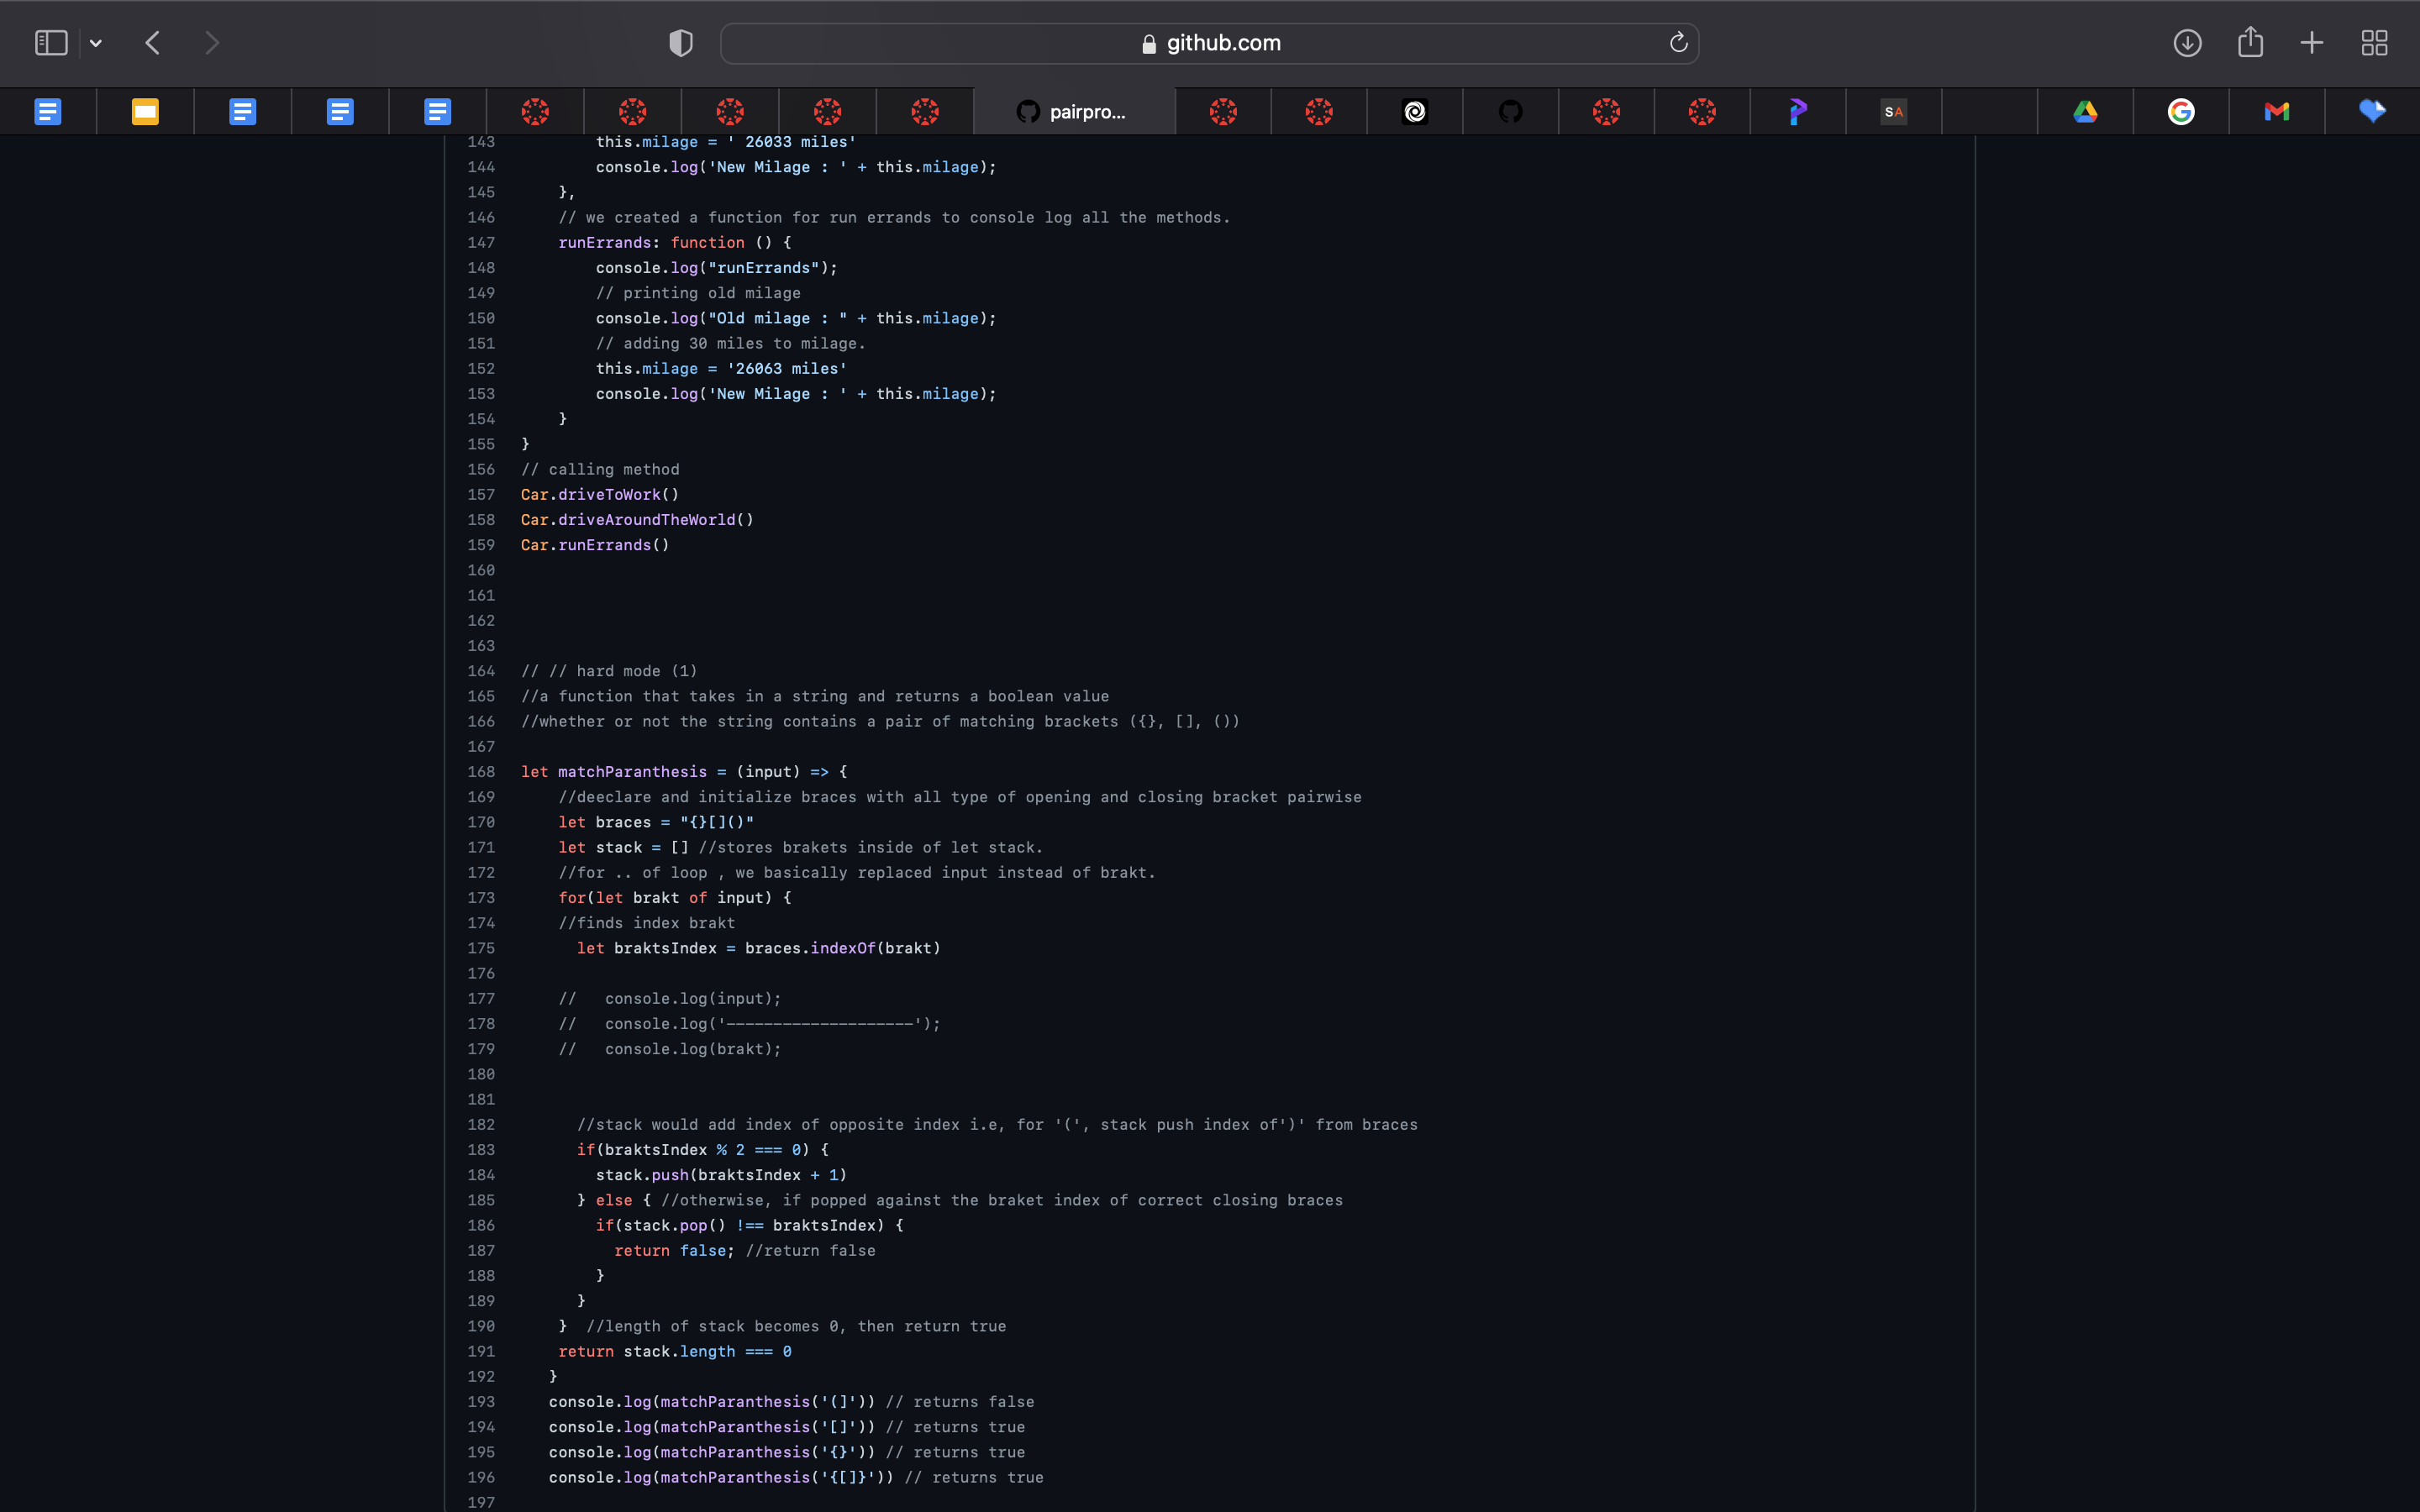 github.com
pairpro...
SA
143 this.milage = ' 26033 miles'
144 console.log('New Milage : ' + this.milage);
145 },
146 // we created a function for run errands to console log all the methods.
147 runErrands: function () {
148 console.log("runErrands");
149 // printing old milage
150 console.log("Old milage : " + this.milage);
151 // adding 30 miles to milage.
152 this.milage = '26063 miles'
153 console.log('New Milage : ' + this.milage);
154 }
155 }
156 // calling method
157 Car.driveToWork()
158 Car.driveAroundTheWorld()
159 Car.runErrands()
160
161
162
163
164 // // hard mode (1)
165 //a function that takes in a string and returns a boolean value
166 //whether or not the string contains a pair of matching brackets ({}, [], ())
167
168 let matchParanthesis = (input) => {
169 //deeclare and initialize braces with all type of opening and closing bracket pairwise
170 let braces = "{}[]()"
171 let stack = [] //stores brakets inside of let stack.
172 //for .. of loop , we basically replaced input instead of brakt.
173 for(let brakt of input) {
174 //finds index brakt
175 let braktsIndex = braces.indexOf(brakt)
176
177 // console.log(input);
178 // console.log('--------------------');
179 // console.log(brakt);
180
181
182 //stack would add index of opposite index i.e, for '(', stack push index of')' from braces
183 if(braktsIndex % 2 === 0) {
184 stack.push(braktsIndex + 1)
185 } else { //otherwise, if popped against the braket index of correct closing braces
186 if(stack.pop() !== braktsIndex) {
187 return false; //return false
188 }
189 }
190 } //length of stack becomes 0, then return true
191 return stack.length === 0
192 }
193 console.log(matchParanthesis('(]')) // returns false
194 console.log(matchParanthesis('[]')) // returns true
195 console.log(matchParanthesis('{}')) // returns true
196 console.log(matchParanthesis('{[]}')) // returns true
197